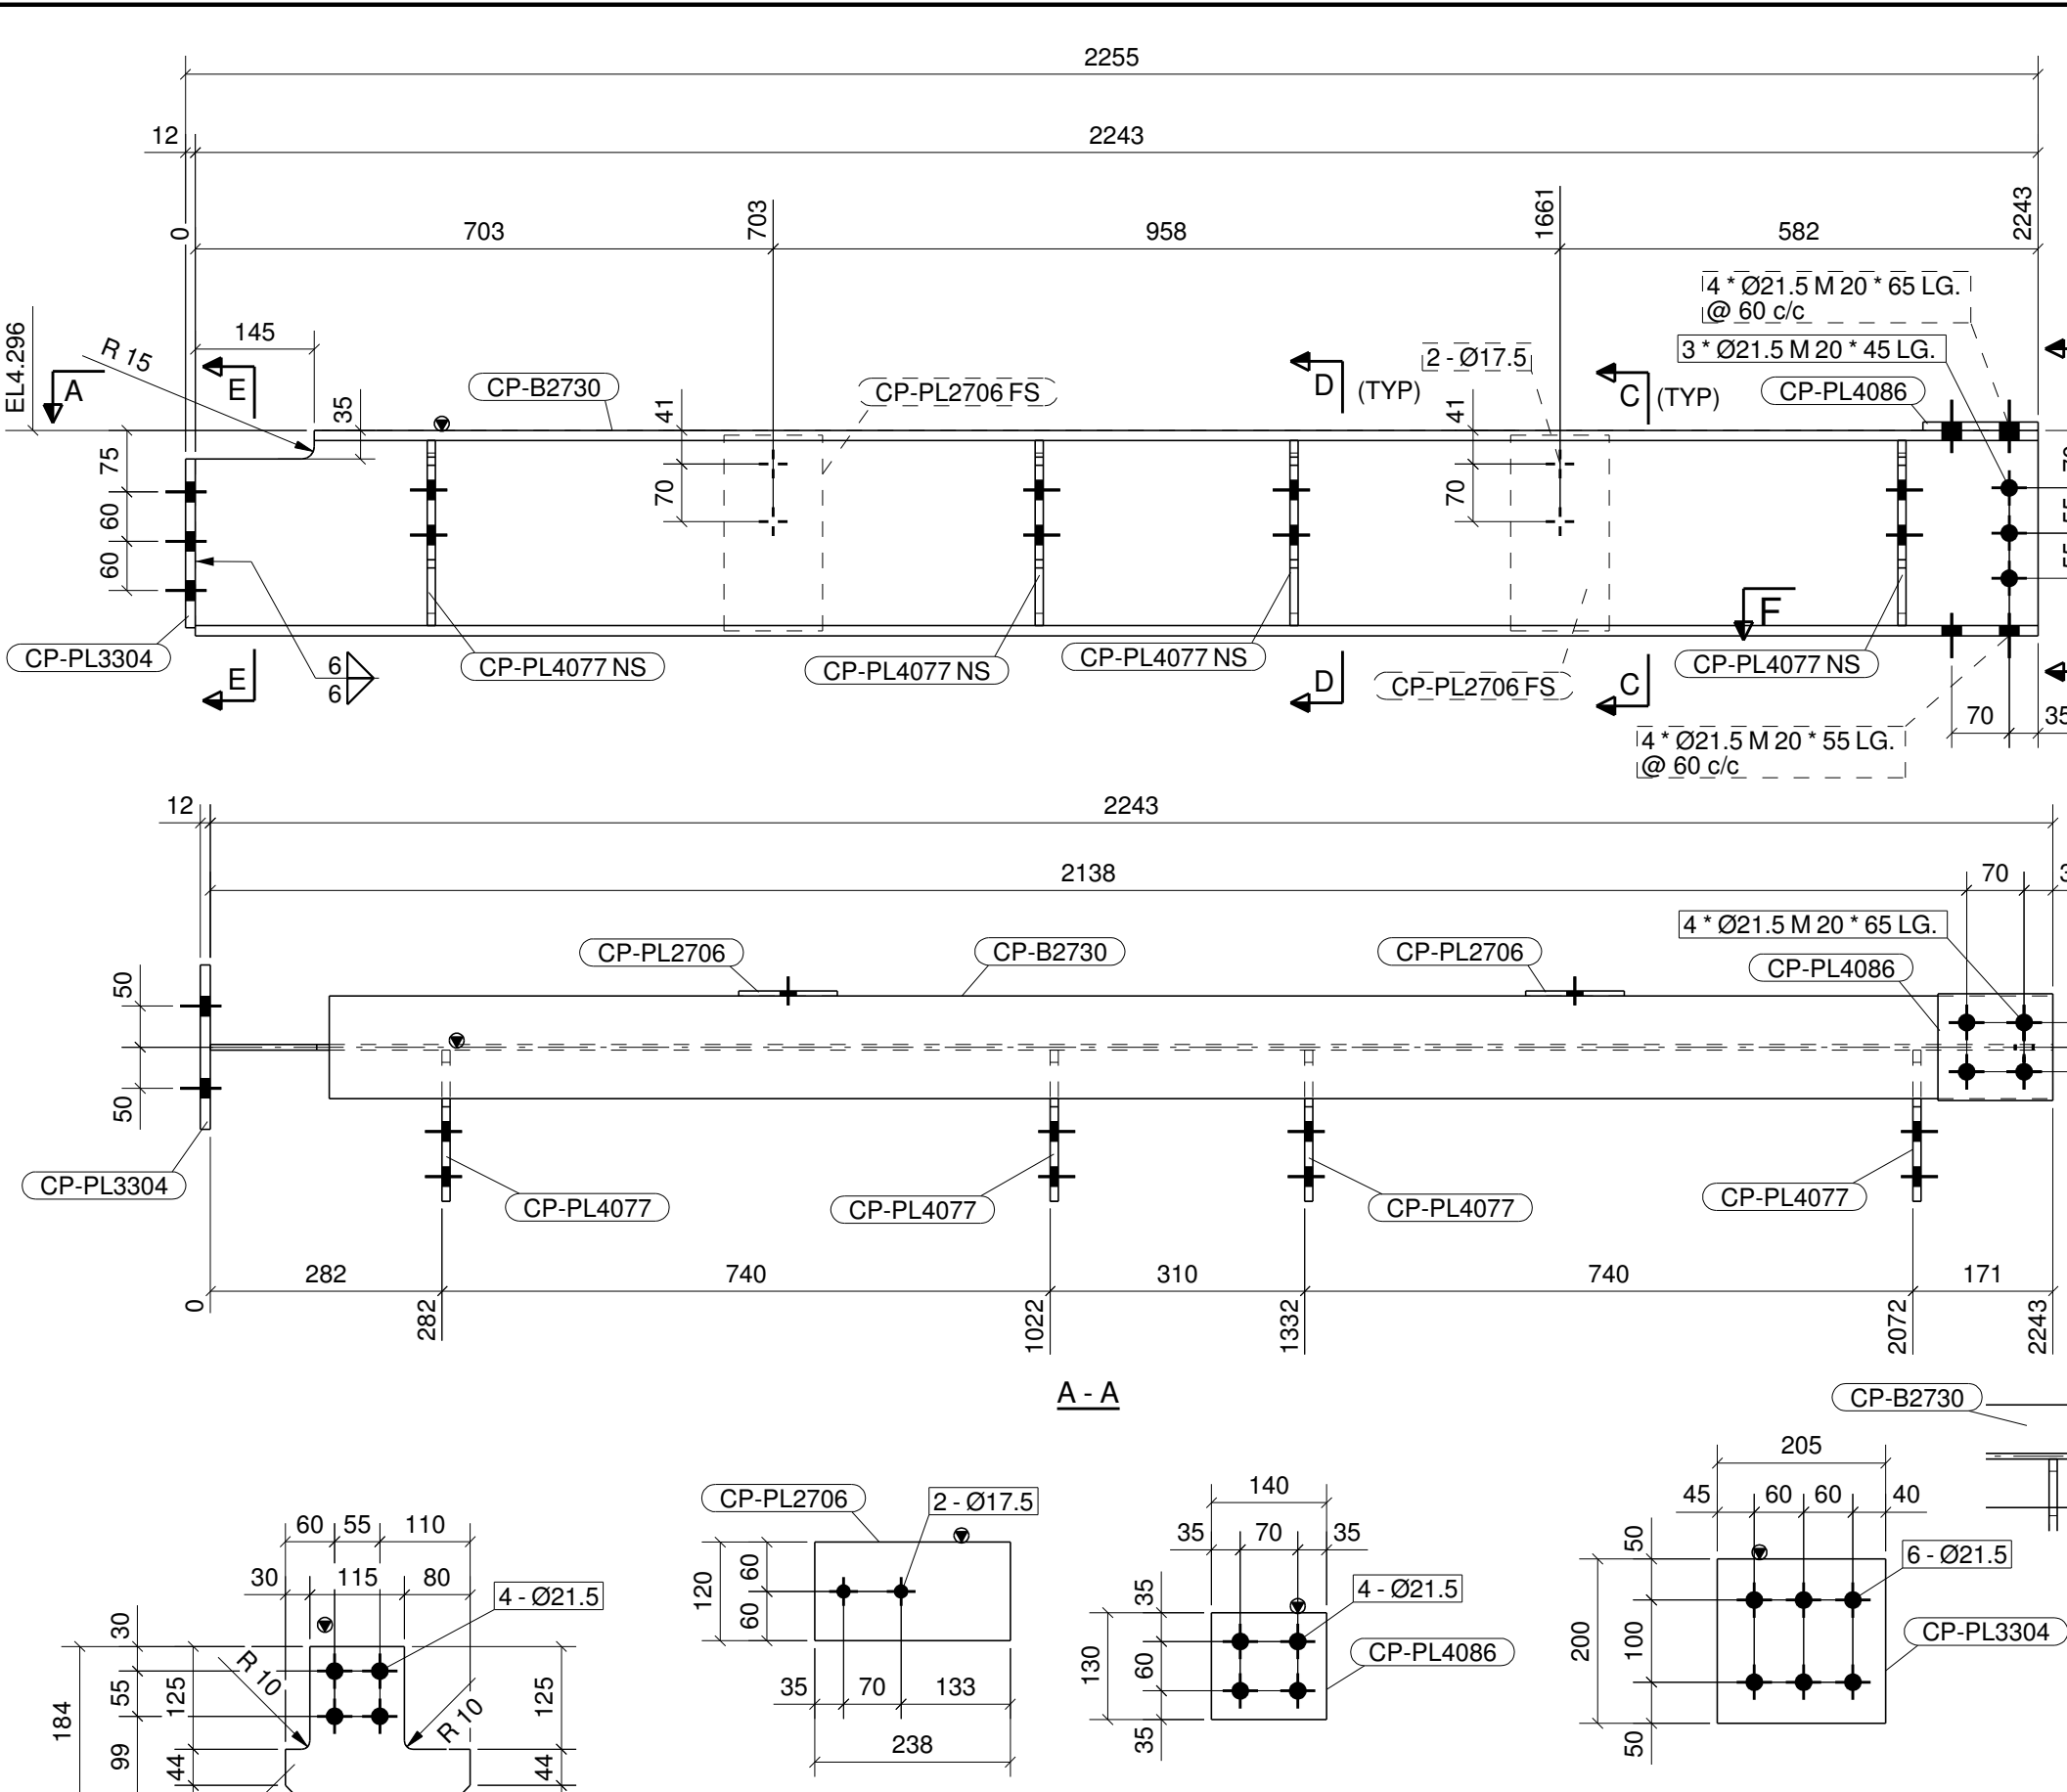 2255
12
2243
0
703
703
958
1661
582
2243
4 * Ø21.5 M 20 * 65 LG.
@ 60 c/c
3 * Ø21.5 M 20 * 45 LG.
EL4.296
A
R 15
145
E
CP-B2730
CP-PL2706 FS
D
(TYP)
2 - Ø17.5
C
(TYP)
CP-PL4086
35
41
41
75
60
60
70
70
55
55
CP-PL3304
E
6
6
CP-PL4077 NS
CP-PL4077 NS
CP-PL4077 NS
D
CP-PL2706 FS
C
F
CP-PL4077 NS
70
35
4 * Ø21.5 M 20 * 55 LG.
@ 60 c/c
12
2243
2138
70
4 * Ø21.5 M 20 * 65 LG.
CP-PL2706
CP-B2730
CP-PL2706
CP-PL4086
50
50
CP-PL3304
CP-PL4077
CP-PL4077
CP-PL4077
CP-PL4077
282
740
310
740
171
0
282
1022
1332
2072
2243
A - A
CP-B2730
60 55 110
30 115 80
4 - Ø21.5
30
55
99
184
125
44
R 10
R 10
125
44
CP-PL2706
2 - Ø17.5
120
60
60
35 70 133
238
140
35 70 35
35
60
35
130
4 - Ø21.5
CP-PL4086
205
45 60 60 40
50
100
50
200
6 - Ø21.5
CP-PL3304